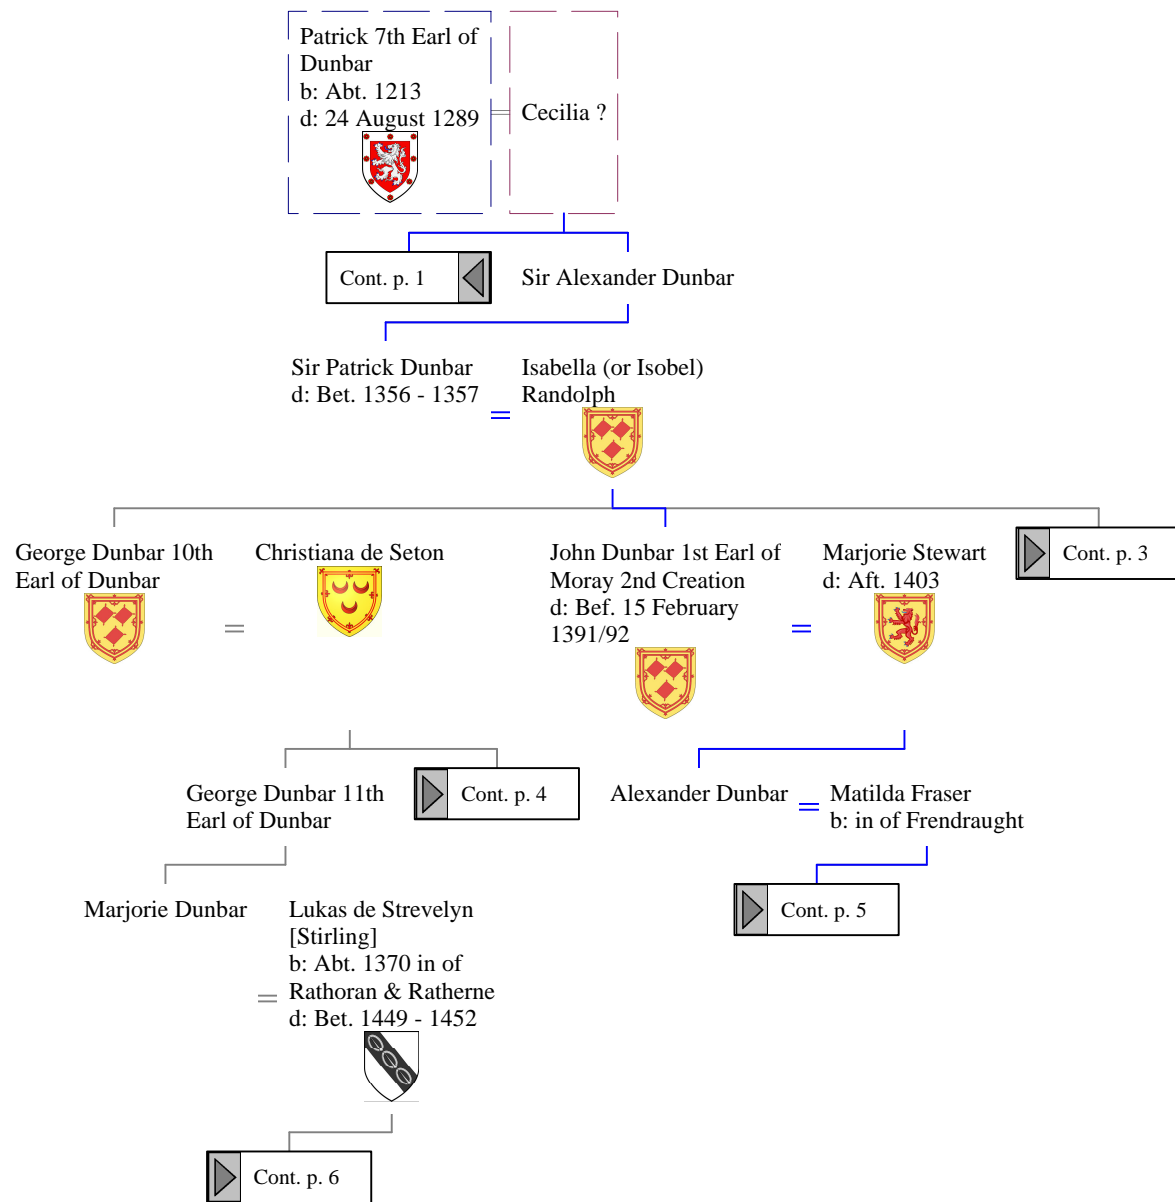 Patrick 7th Earl of
Dunbar
b: Abt. 1213
d: 24 August 1289
Cecilia ?
Cont. p. 1
Sir Alexander Dunbar
Sir Patrick Dunbar
d: Bet. 1356 - 1357
Isabella (or Isobel)
Randolph
George Dunbar 10th
Earl of Dunbar
Christiana de Seton
John Dunbar 1st Earl of
Moray 2nd Creation
d: Bef. 15 February
1391/92
Marjorie Stewart
d: Aft. 1403
Cont. p. 3
George Dunbar 11th
Earl of Dunbar
Cont. p. 4
Alexander Dunbar
Matilda Fraser
b: in of Frendraught
Marjorie Dunbar
Lukas de Strevelyn
[Stirling]
b: Abt. 1370 in of
Rathoran & Ratherne
d: Bet. 1449 - 1452
Cont. p. 5
Cont. p. 6